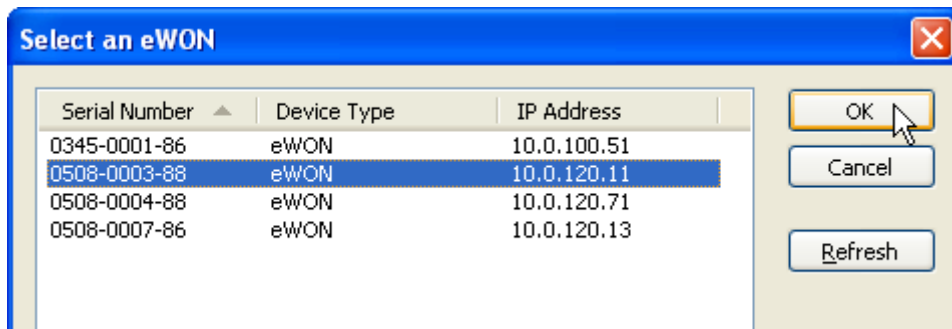 Select an eWON
Serial Number Device Type IP Address
0345-0001-86 eWON 10.0.100.51
0508-0003-88 eWON 10.0.120.11
0508-0004-88 eWON 10.0.120.71
0508-0007-86 eWON 10.0.120.13
OK
Cancel
Refresh